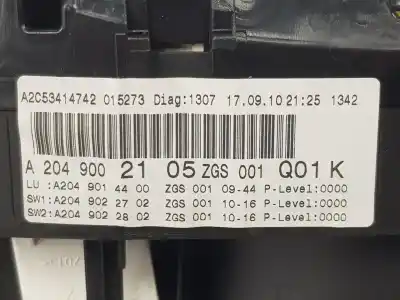 A2C53414742 015273 Diag:1307 17.09.10 21:25 1342
A 204 900 21 05 ZGS 001 Q01 K
LU :A204 901 44 00 ZGS 001 09-44 P-Level:0000
SW1:A204 902 27 02 ZGS 001 10-16 P-Level:0000
SW2:A204 902 28 02 ZGS 001 10-16 P-Level:0000